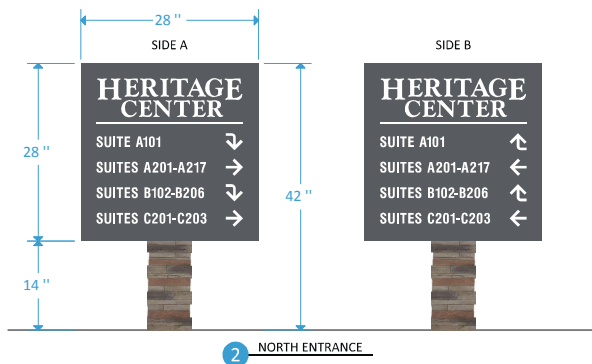 28 "
SIDE A
HERITAGE
CENTER
SUITE A101
SUITES A201-A217
SUITES B102-B206
SUITES C201-C203
28 "
14 "
42 "
SIDE B
HERITAGE
CENTER
SUITE A101
SUITES A201-A217
SUITES B102-B206
SUITES C201-C203
2 NORTH ENTRANCE